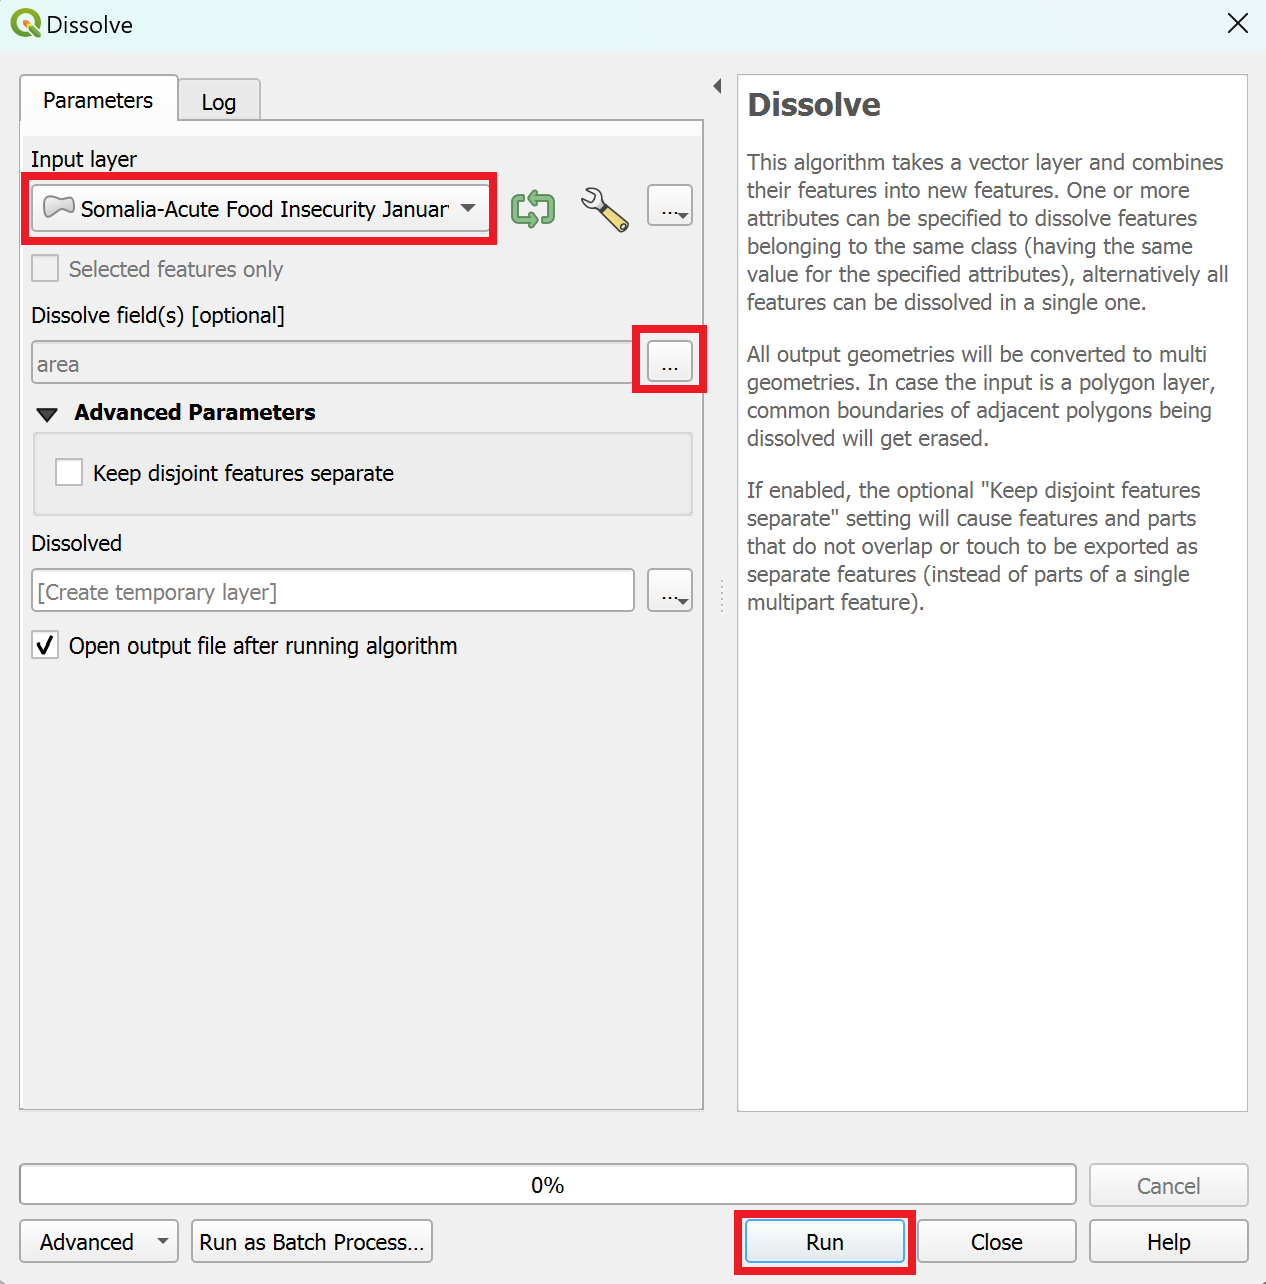 Dissolve
Parameters
Log
Input layer
Somalia-Acute Food Insecurity Januar
...
Selected features only
Dissolve field(s) [optional]
area
...
Advanced Parameters
Keep disjoint features separate
Dissolved
[Create temporary layer]
...
Open output file after running algorithm
Dissolve
This algorithm takes a vector layer and combines
their features into new features. One or more
attributes can be specified to dissolve features
belonging to the same class (having the same
value for the specified attributes), alternatively all
features can be dissolved in a single one.
All output geometries will be converted to multi
geometries. In case the input is a polygon layer,
common boundaries of adjacent polygons being
dissolved will get erased.
If enabled, the optional "Keep disjoint features
separate" setting will cause features and parts
that do not overlap or touch to be exported as
separate features (instead of parts of a single
multipart feature).
0%
Cancel
Advanced
Run as Batch Process...
Run
Close
Help